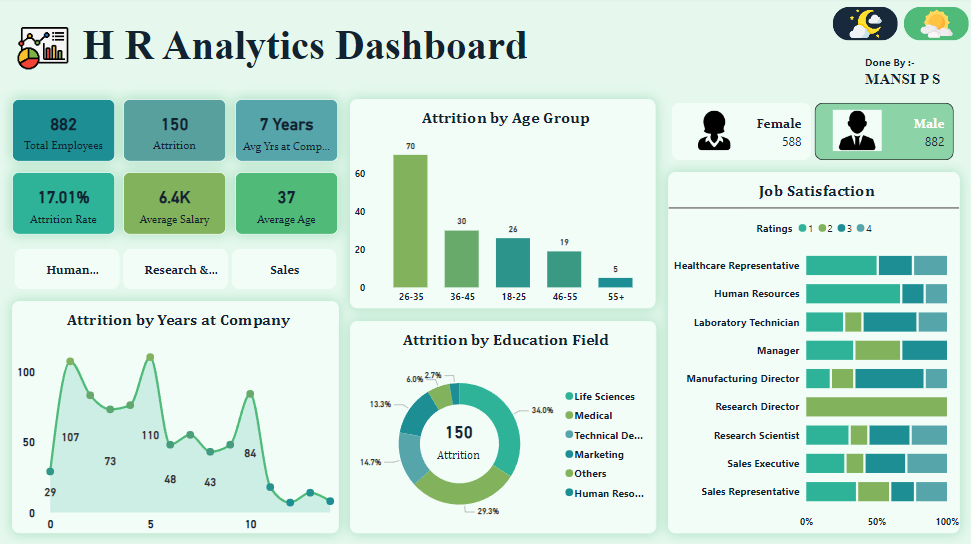 H R Analytics Dashboard
Done By :-
MANSI P S
882
Total Employees
150
Attrition
7 Years
Avg Yrs at Comp...
17.01%
Attrition Rate
6.4K
Average Salary
37
Average Age
Human...
Research &...
Sales
Attrition by Years at Company
100
50
0
29
107
73
110
48
43
84
0
5
10
Attrition by Age Group
60
40
20
0
70
30
26
19
5
26-35
36-45
18-25
46-55
55+
Attrition by Education Field
34.0%
29.3%
14.7%
13.3%
6.0%
2.7%
150
Attrition
Life Sciences
Medical
Technical De...
Marketing
Others
Human Reso...
Female
588
Male
882
Job Satisfaction
Ratings 1 2 3 4
Healthcare Representative
Human Resources
Laboratory Technician
Manager
Manufacturing Director
Research Director
Research Scientist
Sales Executive
Sales Representative
0%
50%
100%